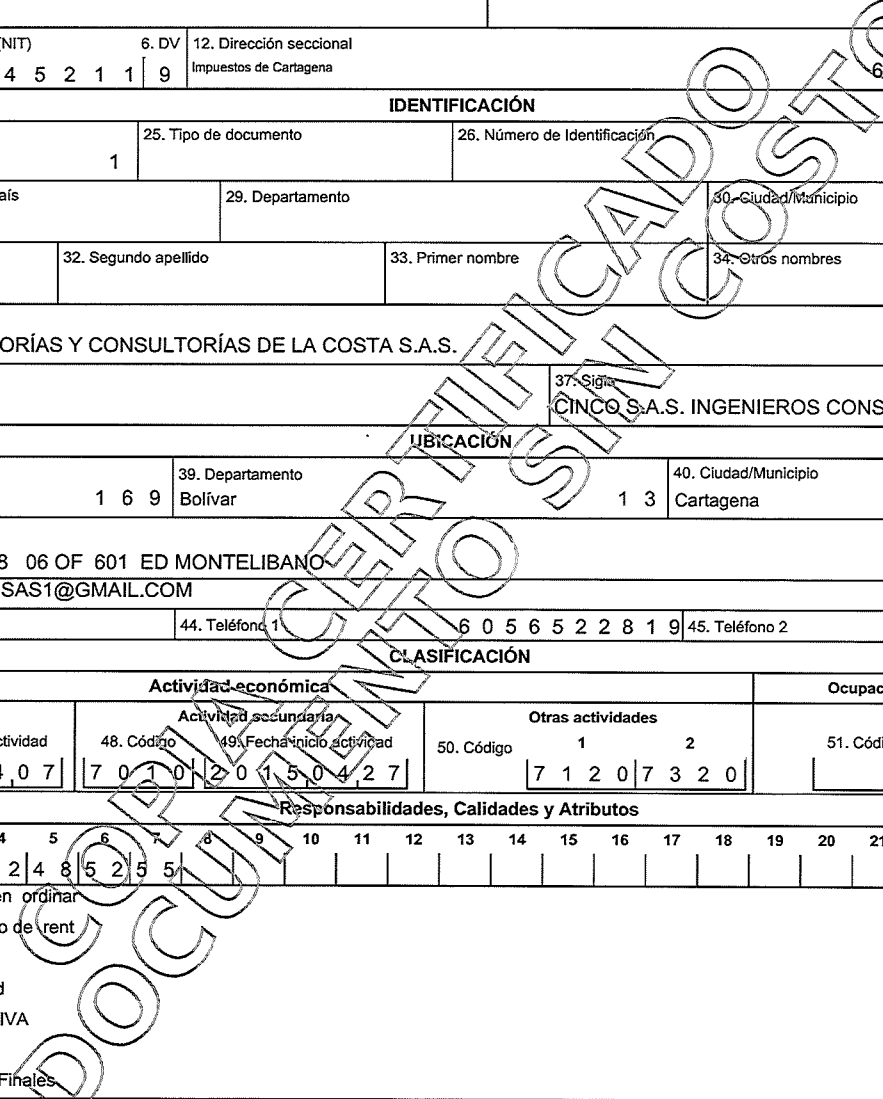 (NIT) 6. DV 12. Dirección seccional
4 5 2 1 1 9 Impuestos de Cartagena 6
IDENTIFICACIÓN
25. Tipo de documento 26. Número de Identificación
1
aís 29. Departamento 30. Ciudad/Municipio
32. Segundo apellido 33. Primer nombre 34. Otros nombres
ORÍAS Y CONSULTORÍAS DE LA COSTA S.A.S.
37. Sigla
CINCO S.A.S. INGENIEROS CONS
UBICACIÓN
39. Departamento 40. Ciudad/Municipio
1 6 9 Bolívar 1 3 Cartagena
8 06 OF 601 ED MONTELIBANO
SAS1@GMAIL.COM
44. Teléfono 1 6 0 5 6 5 2 2 8 1 9 45. Teléfono 2
CLASIFICACIÓN
Actividad económica Ocupac
Actividad secundaria Otras actividades
ctividad 48. Código 49. Fecha inicio actividad 50. Código 1 2 51. Códi
4 0 7 7 0 1 0 2 0 1 5 0 4 2 7 7 1 2 0 7 3 2 0
Responsabilidades, Calidades y Atributos
4 5 6 7 8 9 10 11 12 13 14 15 16 17 18 19 20 21
2 4 8 5 2 5 5
en ordinar
o de rent
d
IVA
Finales
COPIA CERTIFICADO
DOCUMENTO SIN COSTO